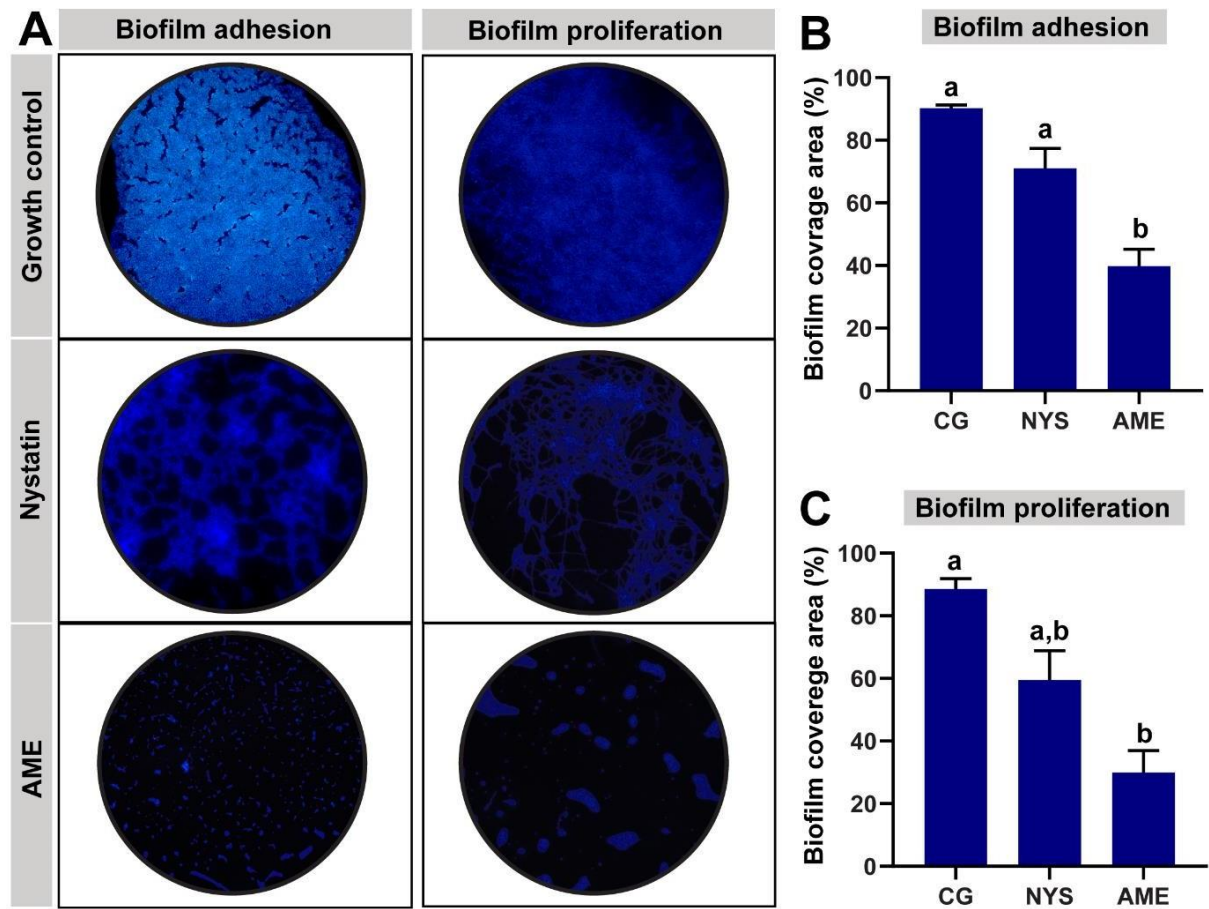 A
Biofilm adhesion
Biofilm proliferation
Growth control
Nystatin
AME
B
Biofilm adhesion
Biofilm covrage area (%)
100
80
60
40
20
0
a
a
b
CG NYS AME
C
Biofilm proliferation
Biofilm coverege area (%)
100
80
60
40
20
0
a
a,b
b
CG NYS AME